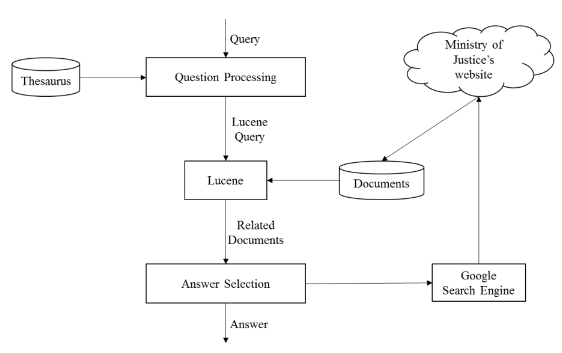 Query
Ministry of
Justice's
website
Thesaurus
Question Processing
Lucene
Query
Lucene
Documents
Related
Documents
Answer Selection
Google
Search Engine
Answer